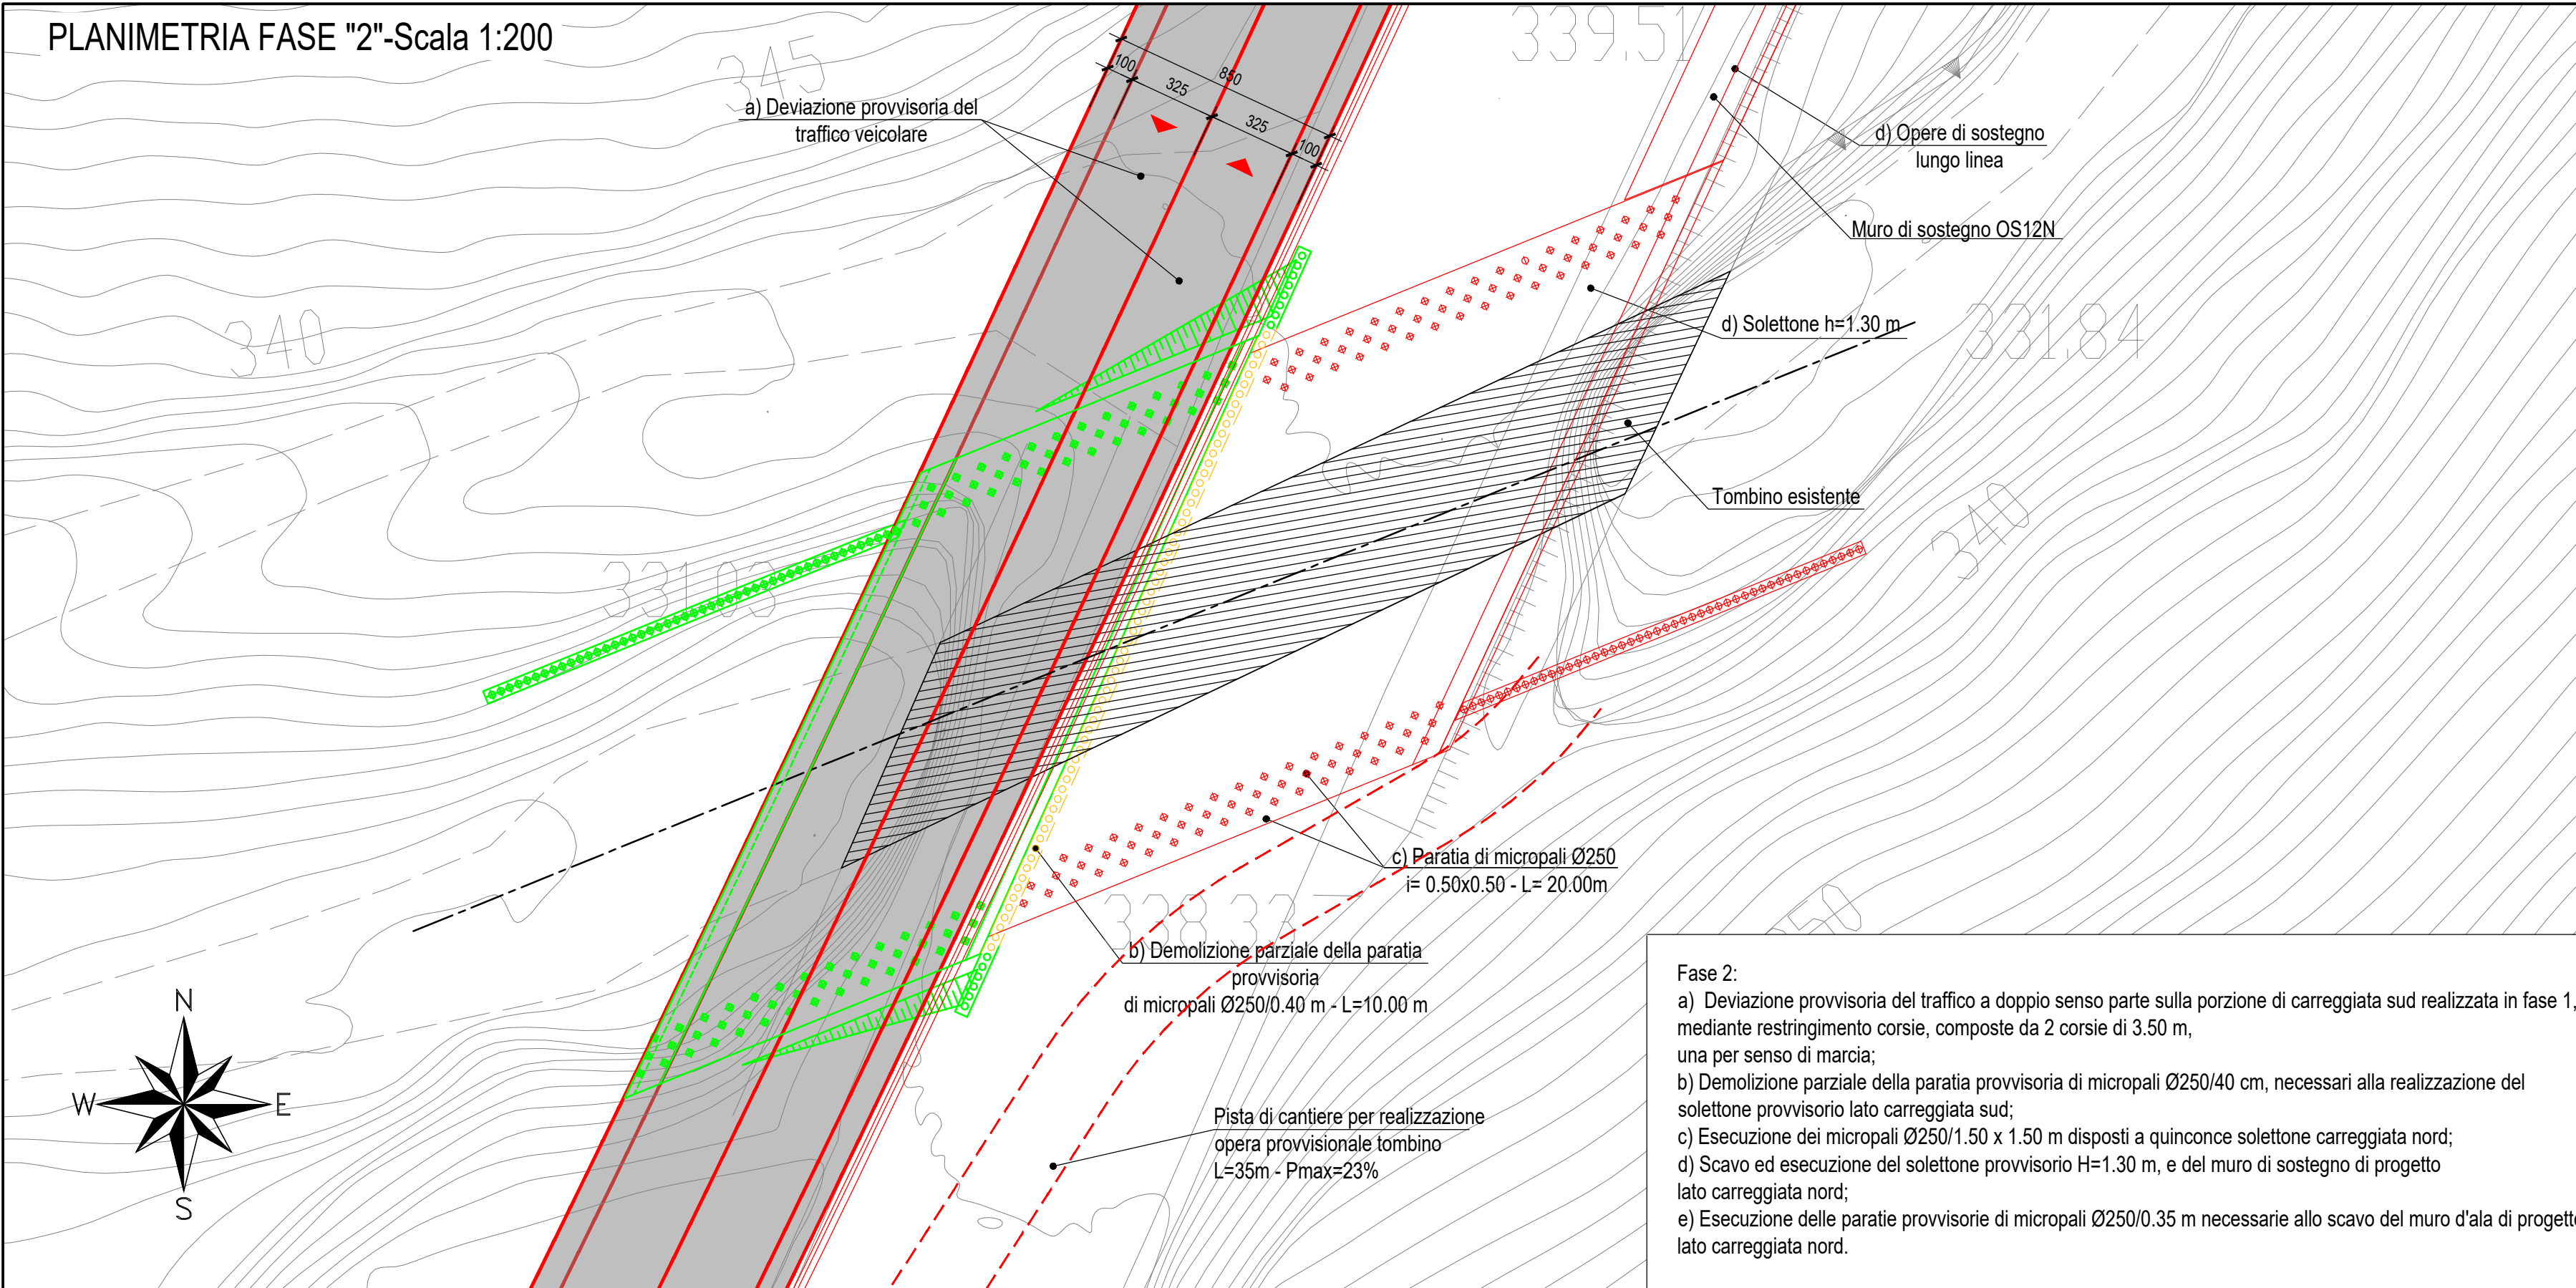 PLANIMETRIA FASE "2"-Scala 1:200
345
339.51
100
850
325
325
100
a) Deviazione provvisoria del
traffico veicolare
d) Opere di sostegno
lungo linea
Muro di sostegno OS12N
340
d) Solettone h=1.30 m
331.84
Tombino esistente
340
c) Paratia di micropali Ø250
i= 0.50x0.50 - L= 20.00m
338.33
350
b) Demolizione parziale della paratia
provvisoria
di micropali Ø250/0.40 m - L=10.00 m
Pista di cantiere per realizzazione
opera provvisionale tombino
L=35m - Pmax=23%
N
W
E
S
Fase 2:
a) Deviazione provvisoria del traffico a doppio senso parte sulla porzione di carreggiata sud realizzata in fase 1,
mediante restringimento corsie, composte da 2 corsie di 3.50 m,
una per senso di marcia;
b) Demolizione parziale della paratia provvisoria di micropali Ø250/40 cm, necessari alla realizzazione del
solettone provvisorio lato carreggiata sud;
c) Esecuzione dei micropali Ø250/1.50 x 1.50 m disposti a quinconce solettone carreggiata nord;
d) Scavo ed esecuzione del solettone provvisorio H=1.30 m, e del muro di sostegno di progetto
lato carreggiata nord;
e) Esecuzione delle paratie provvisorie di micropali Ø250/0.35 m necessarie allo scavo del muro d'ala di progetto
lato carreggiata nord.